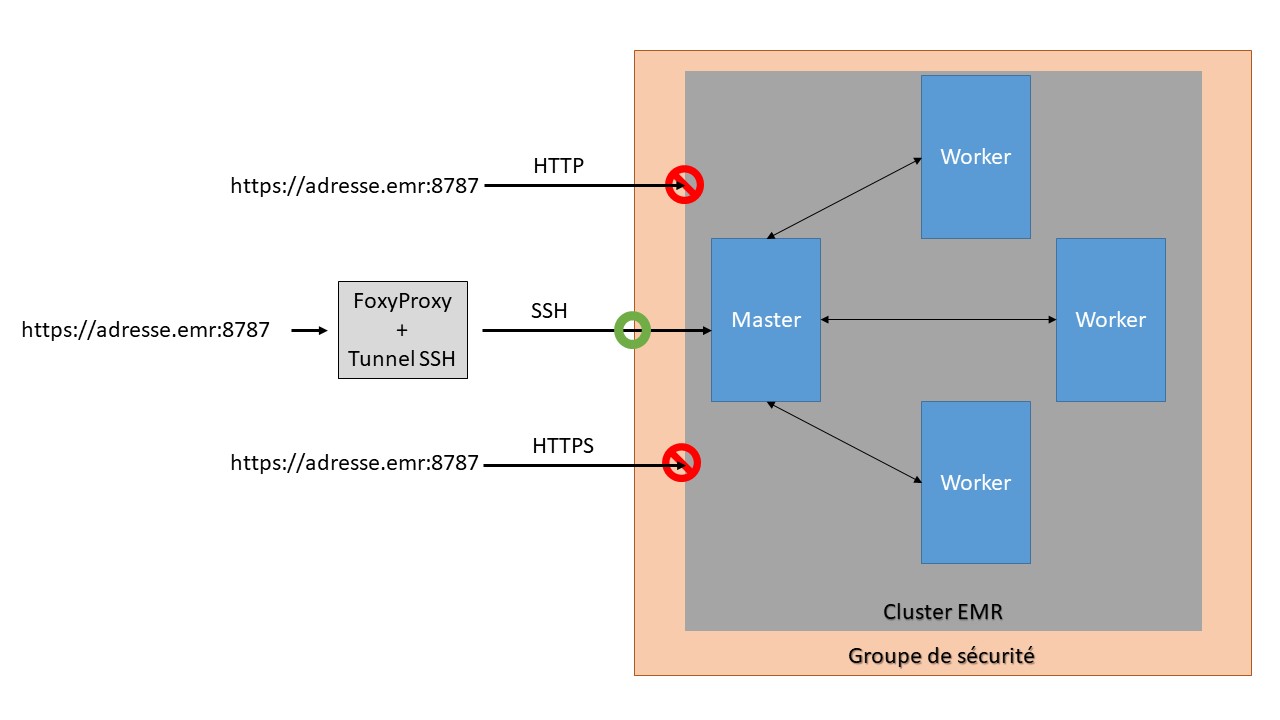 HTTP
https://adresse.emr:8787
FoxyProxy
+
Tunnel SSH
https://adresse.emr:8787
SSH
HTTPS
https://adresse.emr:8787
Worker
Master
Worker
Worker
Cluster EMR
Groupe de sécurité